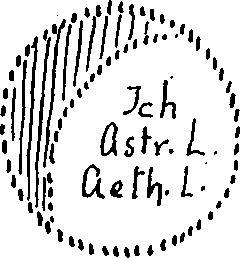 Ich
Astr. L.
Aeth. L.